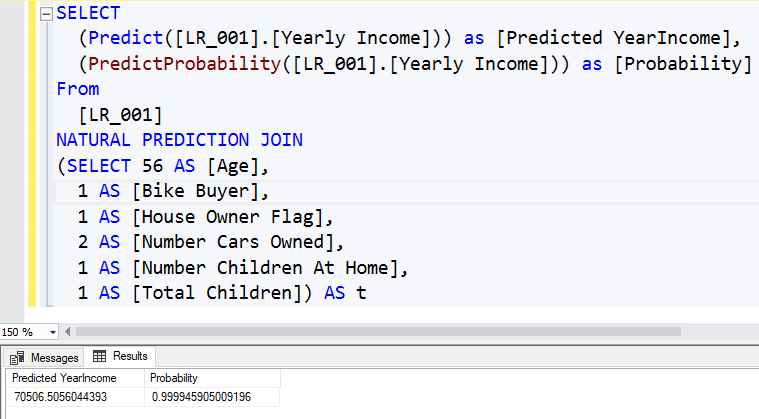 SELECT
(Predict([LR_001].[Yearly Income])) as [Predicted YearIncome],
(PredictProbability([LR_001].[Yearly Income])) as [Probability]
From
[LR_001]
NATURAL PREDICTION JOIN
(SELECT 56 AS [Age],
1 AS [Bike Buyer],
1 AS [House Owner Flag],
2 AS [Number Cars Owned],
1 AS [Number Children At Home],
1 AS [Total Children]) AS t
150 %
Messages Results
Predicted YearIncome Probability
70506.5056044393 0.999945905009196